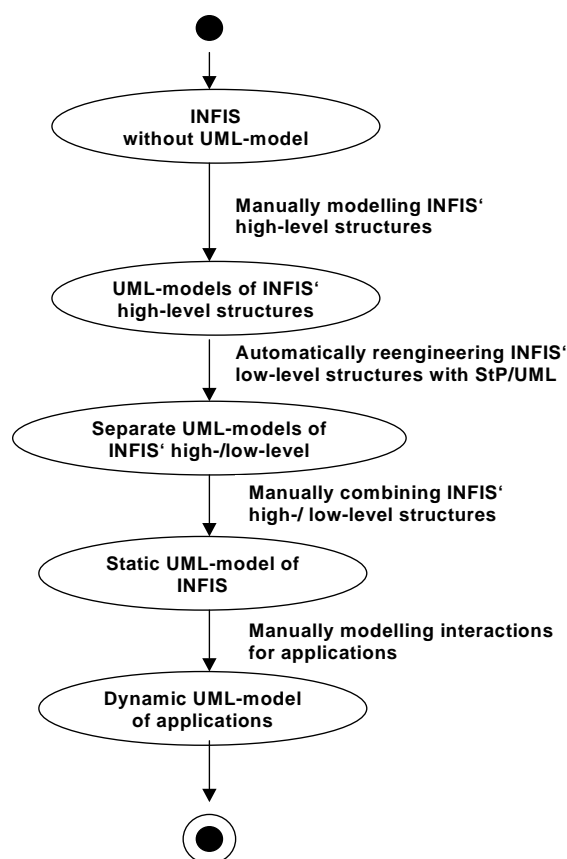 INFIS
without UML-model
Manually modelling INFIS‘
high-level structures
UML-models of INFIS‘
high-level structures
Automatically reengineering INFIS‘
low-level structures with StP/UML
Separate UML-models of
INFIS‘ high-/low-level
Manually combining INFIS‘
high-/ low-level structures
Static UML-model of
INFIS
Manually modelling interactions
for applications
Dynamic UML-model
of applications